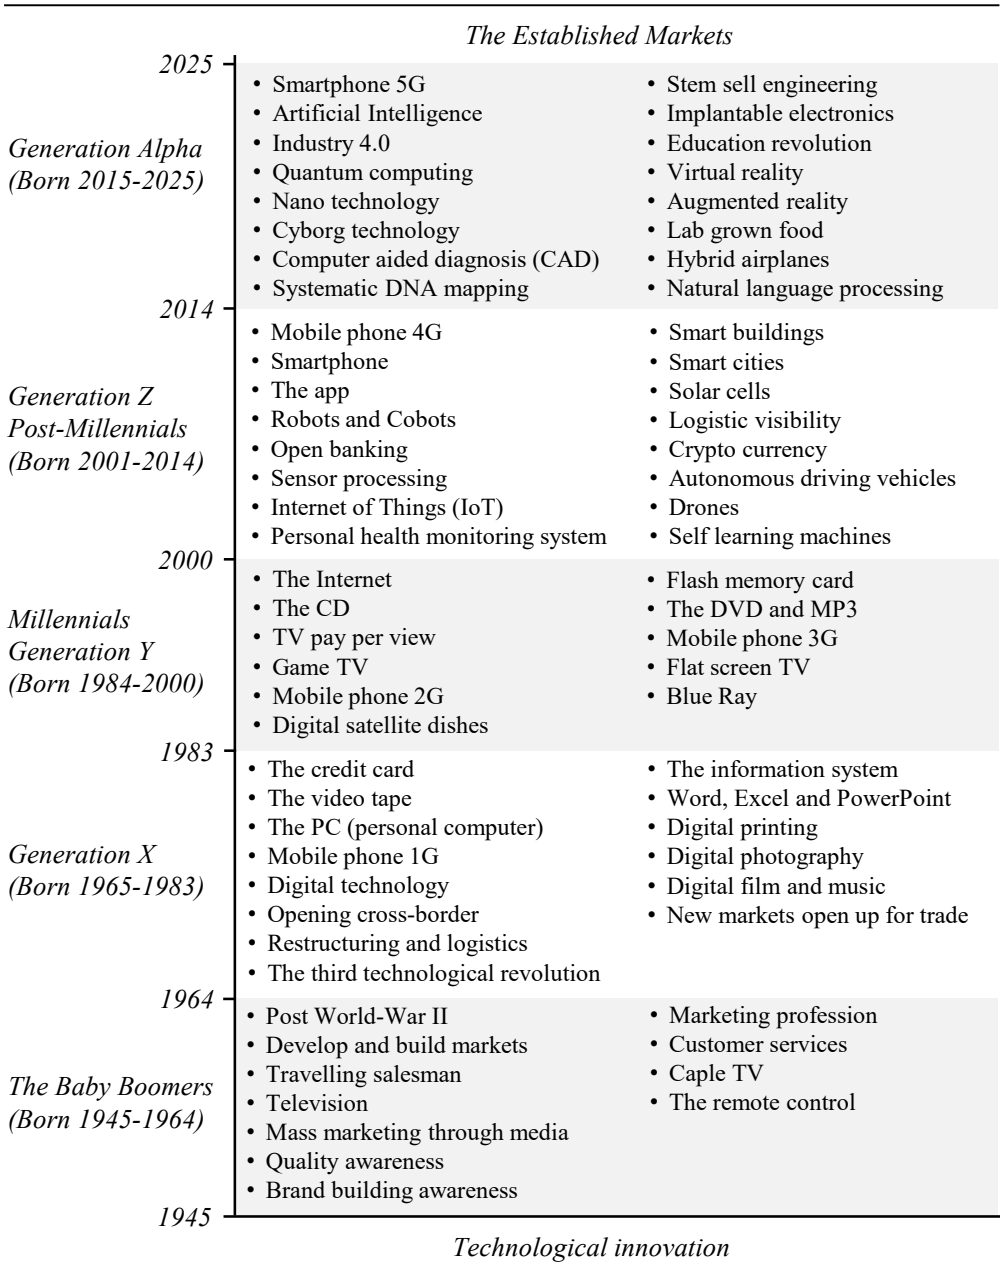 The Established Markets
2025
Generation Alpha
(Born 2015-2025)
• Smartphone 5G
• Artificial Intelligence
• Industry 4.0
• Quantum computing
• Nano technology
• Cyborg technology
• Computer aided diagnosis (CAD)
• Systematic DNA mapping
• Stem sell engineering
• Implantable electronics
• Education revolution
• Virtual reality
• Augmented reality
• Lab grown food
• Hybrid airplanes
• Natural language processing
2014
Generation Z
Post-Millennials
(Born 2001-2014)
• Mobile phone 4G
• Smartphone
• The app
• Robots and Cobots
• Open banking
• Sensor processing
• Internet of Things (IoT)
• Personal health monitoring system
• Smart buildings
• Smart cities
• Solar cells
• Logistic visibility
• Crypto currency
• Autonomous driving vehicles
• Drones
• Self learning machines
2000
Millennials
Generation Y
(Born 1984-2000)
• The Internet
• The CD
• TV pay per view
• Game TV
• Mobile phone 2G
• Digital satellite dishes
• Flash memory card
• The DVD and MP3
• Mobile phone 3G
• Flat screen TV
• Blue Ray
1983
Generation X
(Born 1965-1983)
• The credit card
• The video tape
• The PC (personal computer)
• Mobile phone 1G
• Digital technology
• Opening cross-border
• Restructuring and logistics
• The third technological revolution
• The information system
• Word, Excel and PowerPoint
• Digital printing
• Digital photography
• Digital film and music
• New markets open up for trade
1964
The Baby Boomers
(Born 1945-1964)
• Post World-War II
• Develop and build markets
• Travelling salesman
• Television
• Mass marketing through media
• Quality awareness
• Brand building awareness
• Marketing profession
• Customer services
• Caple TV
• The remote control
1945
Technological innovation